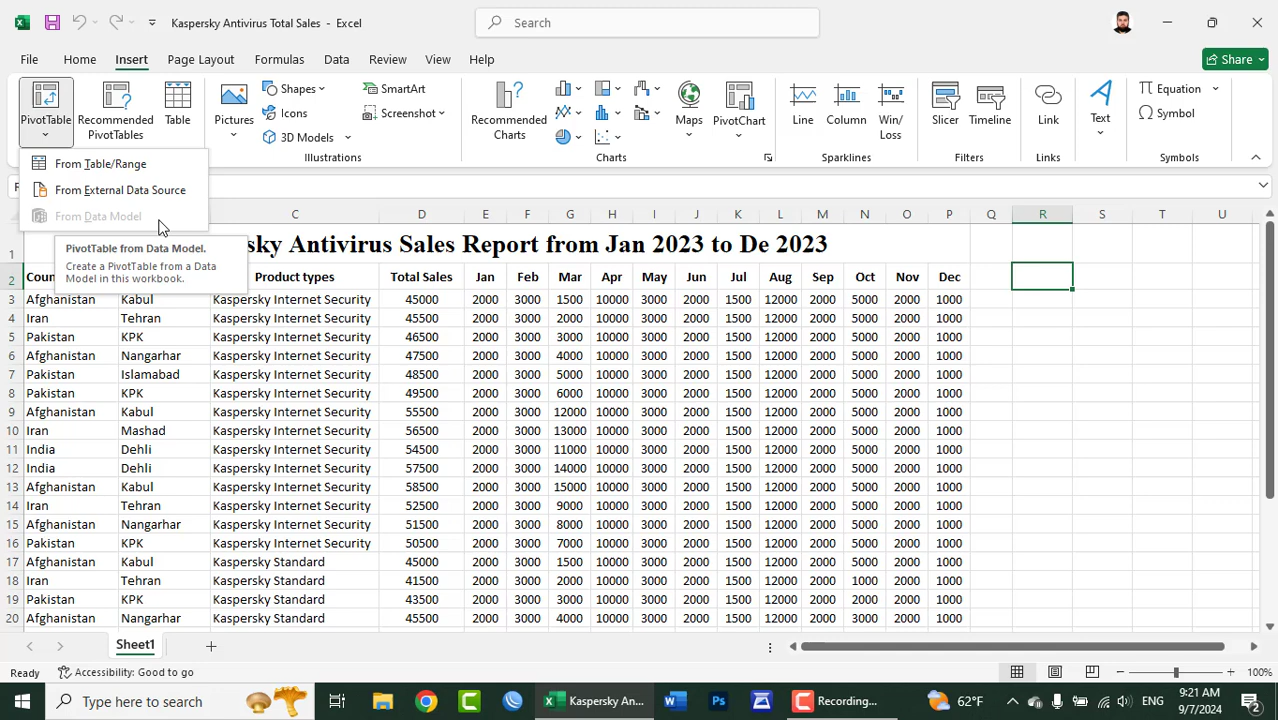 Kaspersky Antivirus Total Sales - Excel
Search
File Home Insert Page Layout Formulas Data Review View Help
Share
PivotTable
Recommended PivotTables
Table
Pictures
Shapes
Icons
3D Models
SmartArt
Screenshot
Illustrations
Recommended Charts
Maps
PivotChart
Charts
Line
Column
Win/Loss
Sparklines
Slicer
Timeline
Filters
Link
Links
Text
Equation
Symbol
Symbols
From Table/Range
From External Data Source
From Data Model
PivotTable from Data Model.
Create a PivotTable from a Data
Model in this workbook.
C D E F G H I J K L M N O P Q R S T U
1 sky Antivirus Sales Report from Jan 2023 to De 2023
2 Coun Product types Total Sales Jan Feb Mar Apr May Jun Jul Aug Sep Oct Nov Dec
3 Afghanistan Kabul Kaspersky Internet Security 45000 2000 3000 1500 10000 3000 2000 1500 12000 2000 5000 2000 1000
4 Iran Tehran Kaspersky Internet Security 45500 2000 3000 2000 10000 3000 2000 1500 12000 2000 5000 2000 1000
5 Pakistan KPK Kaspersky Internet Security 46500 2000 3000 3000 10000 3000 2000 1500 12000 2000 5000 2000 1000
6 Afghanistan Nangarhar Kaspersky Internet Security 47500 2000 3000 4000 10000 3000 2000 1500 12000 2000 5000 2000 1000
7 Pakistan Islamabad Kaspersky Internet Security 48500 2000 3000 5000 10000 3000 2000 1500 12000 2000 5000 2000 1000
8 Pakistan KPK Kaspersky Internet Security 49500 2000 3000 6000 10000 3000 2000 1500 12000 2000 5000 2000 1000
9 Afghanistan Kabul Kaspersky Internet Security 55500 2000 3000 12000 10000 3000 2000 1500 12000 2000 5000 2000 1000
10 Iran Mashad Kaspersky Internet Security 56500 2000 3000 13000 10000 3000 2000 1500 12000 2000 5000 2000 1000
11 India Dehli Kaspersky Internet Security 54500 2000 3000 11000 10000 3000 2000 1500 12000 2000 5000 2000 1000
12 India Dehli Kaspersky Internet Security 57500 2000 3000 14000 10000 3000 2000 1500 12000 2000 5000 2000 1000
13 Afghanistan Kabul Kaspersky Internet Security 58500 2000 3000 15000 10000 3000 2000 1500 12000 2000 5000 2000 1000
14 Iran Tehran Kaspersky Internet Security 52500 2000 3000 9000 10000 3000 2000 1500 12000 2000 5000 2000 1000
15 Afghanistan Nangarhar Kaspersky Internet Security 51500 2000 3000 8000 10000 3000 2000 1500 12000 2000 5000 2000 1000
16 Pakistan KPK Kaspersky Internet Security 50500 2000 3000 7000 10000 3000 2000 1500 12000 2000 5000 2000 1000
17 Afghanistan Kabul Kaspersky Standard 45000 2000 3000 1500 10000 3000 2000 1500 12000 2000 5000 2000 1000
18 Iran Tehran Kaspersky Standard 41500 2000 3000 2000 10000 3000 2000 1500 12000 2000 1000 2000 1000
19 Pakistan KPK Kaspersky Standard 43500 2000 3000 3000 10000 3000 2000 1500 12000 2000 2000 2000 1000
20 Afghanistan Nangarhar Kaspersky Standard 45500 2000 3000 4000 10000 3000 2000 1500 12000 2000 3000 2000 1000
Sheet1
Ready Accessibility: Good to go 100%
Type here to search
Kaspersky An...
Recording...
62°F
ENG
9:21 AM
9/7/2024
2